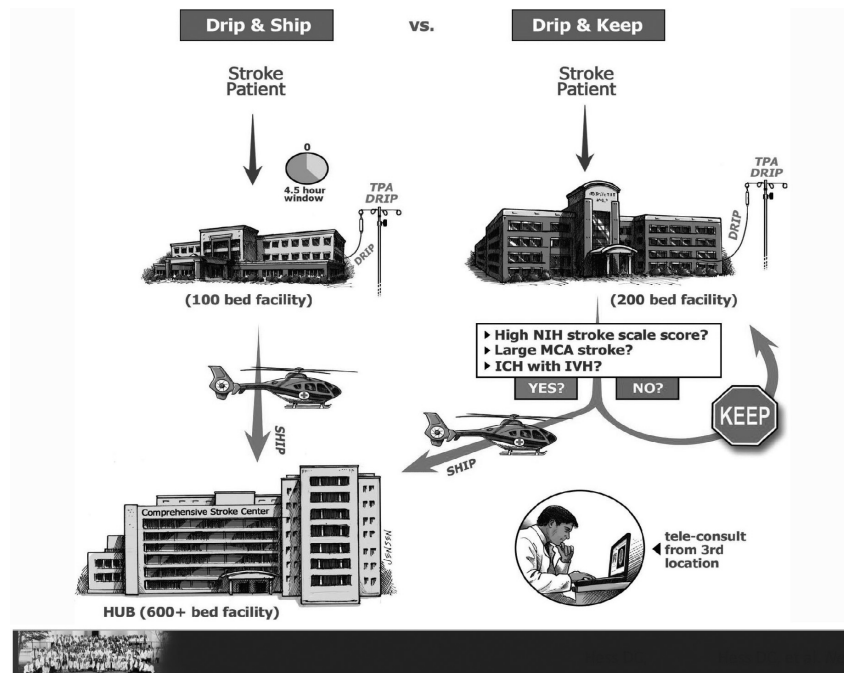 Drip & Ship
vs.
Drip & Keep
Stroke
Patient
0
4.5 hour
window
TPA
DRIP
DRIP
(100 bed facility)
SHIP
Stroke
Patient
TPA
DRIP
DRIP
(200 bed facility)
▸ High NIH stroke scale score?
▸ Large MCA stroke?
▸ ICH with IVH?
YES?
NO?
KEEP
SHIP
Comprehensive Stroke Center
JENSEN
HUB (600+ bed facility)
tele-consult
from 3rd
location